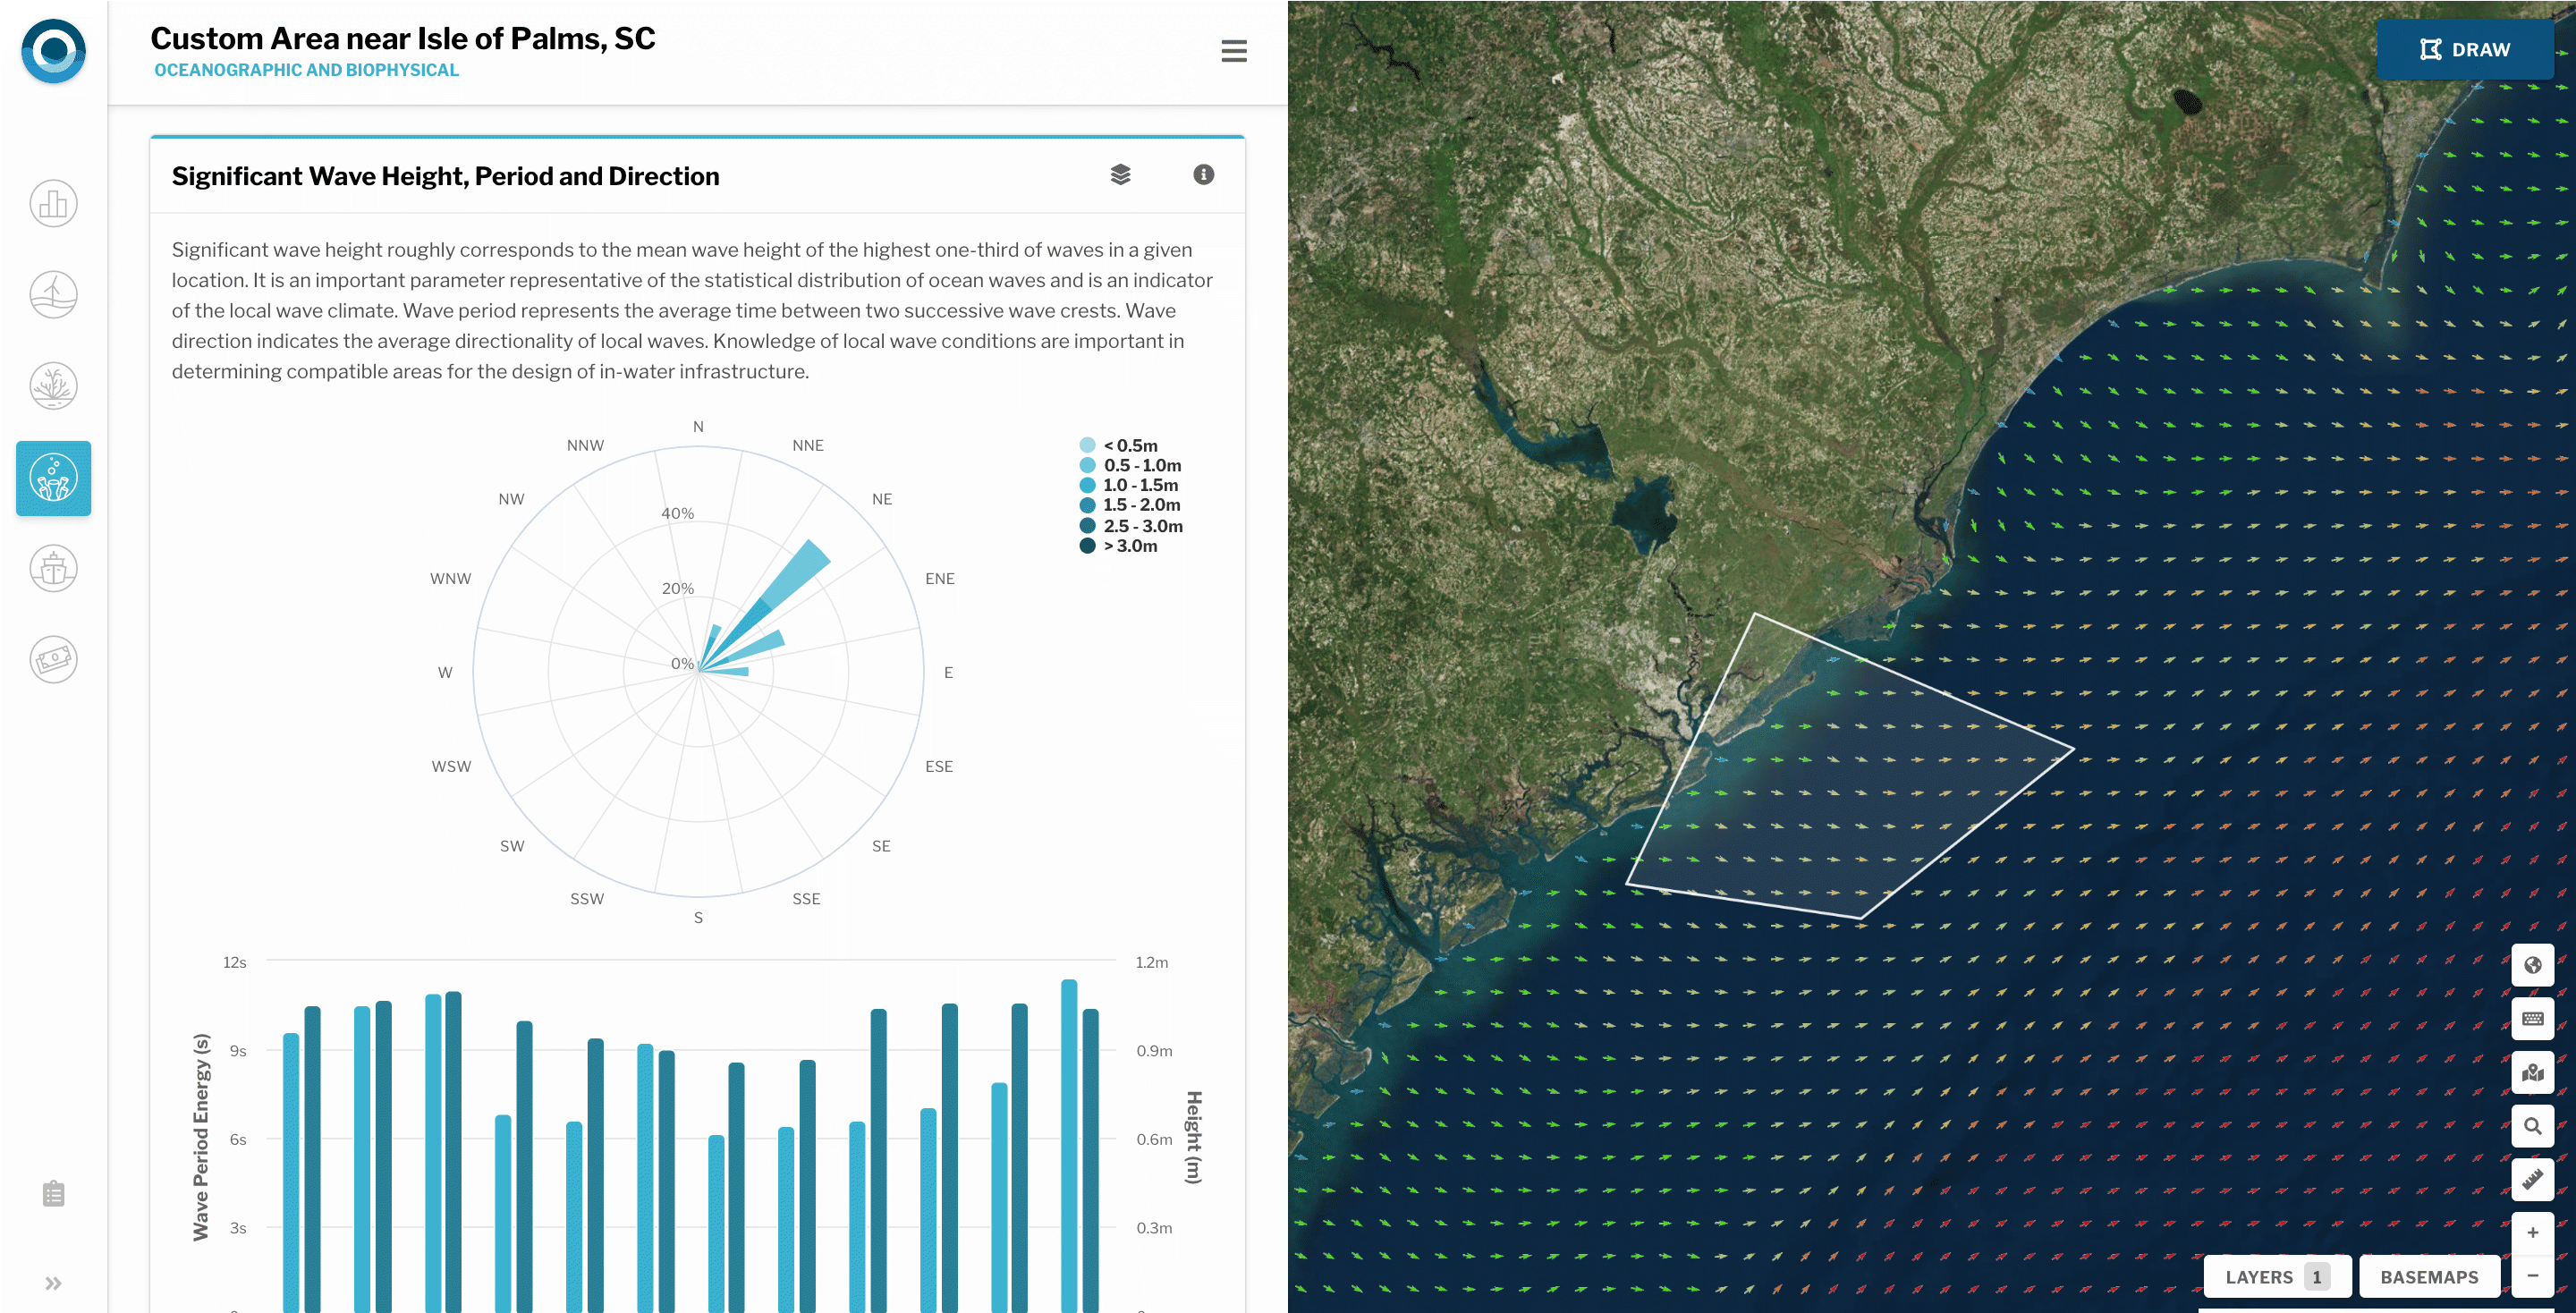 Custom Area near Isle of Palms, SC
OCEANOGRAPHIC AND BIOPHYSICAL
DRAW
Significant Wave Height, Period and Direction
Significant wave height roughly corresponds to the mean wave height of the highest one-third of waves in a given
location. It is an important parameter representative of the statistical distribution of ocean waves and is an indicator
of the local wave climate. Wave period represents the average time between two successive wave crests. Wave
direction indicates the average directionality of local waves. Knowledge of local wave conditions are important in
determining compatible areas for the design of in-water infrastructure.
N
NNW
NNE
NW
NE
40%
WNW
20%
ENE
W
0%
E
WSW
ESE
SW
SE
SSW
SSE
S
< 0.5m
0.5 - 1.0m
1.0 - 1.5m
1.5 - 2.0m
2.5 - 3.0m
> 3.0m
12s
1.2m
9s
0.9m
6s
0.6m
3s
0.3m
Wave Period Energy (s)
Height (m)
LAYERS 1
BASEMAPS
+
−